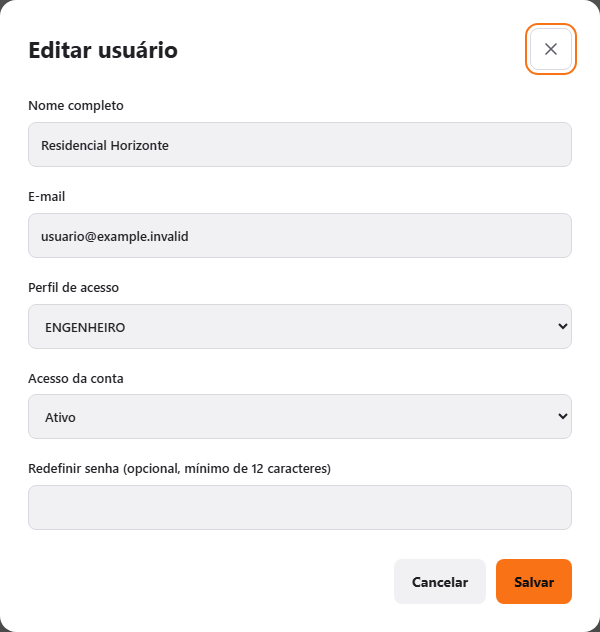 Editar usuário
Nome completo
Residencial Horizonte
E-mail
usuario@example.invalid
Perfil de acesso
ENGENHEIRO
Acesso da conta
Ativo
Redefinir senha (opcional, mínimo de 12 caracteres)
Cancelar
Salvar